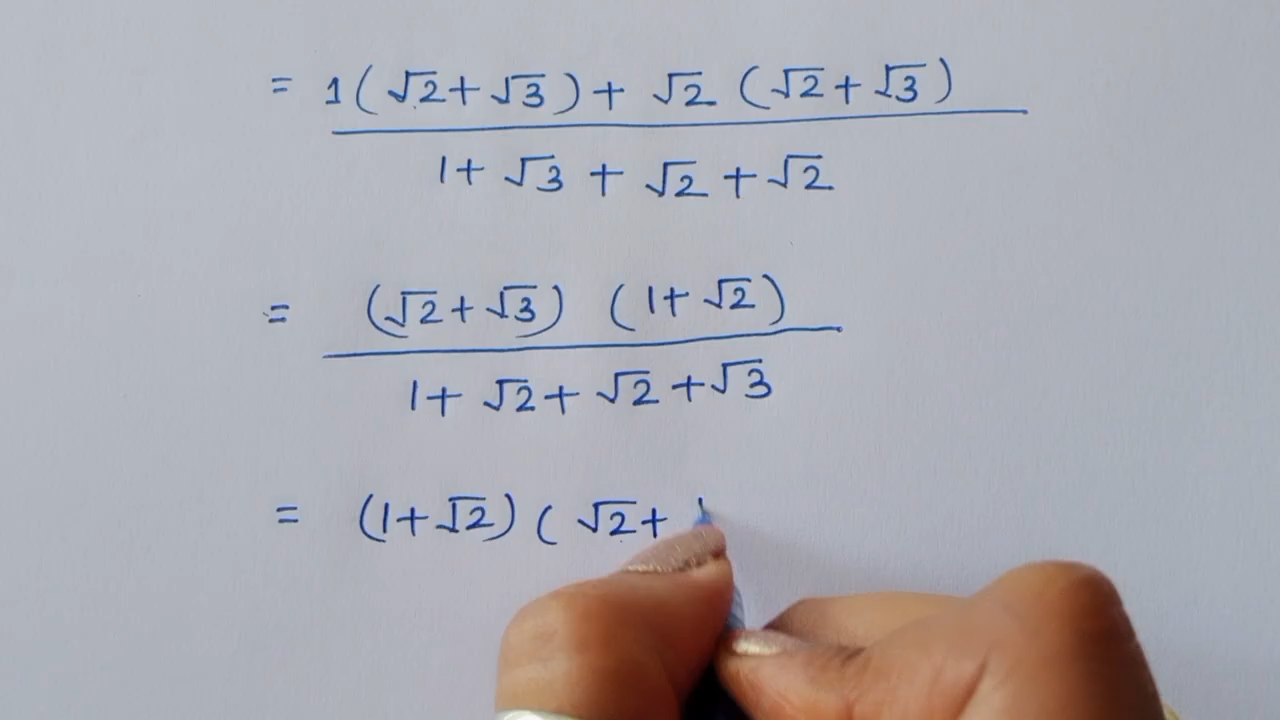 = 1(√2+√3)+ √2 (√2+√3)
1+ √3 + √2 +√2
= (√2+√3) (1+√2)
1+ √2+ √2 +√3
= (1+√2) ( √2+